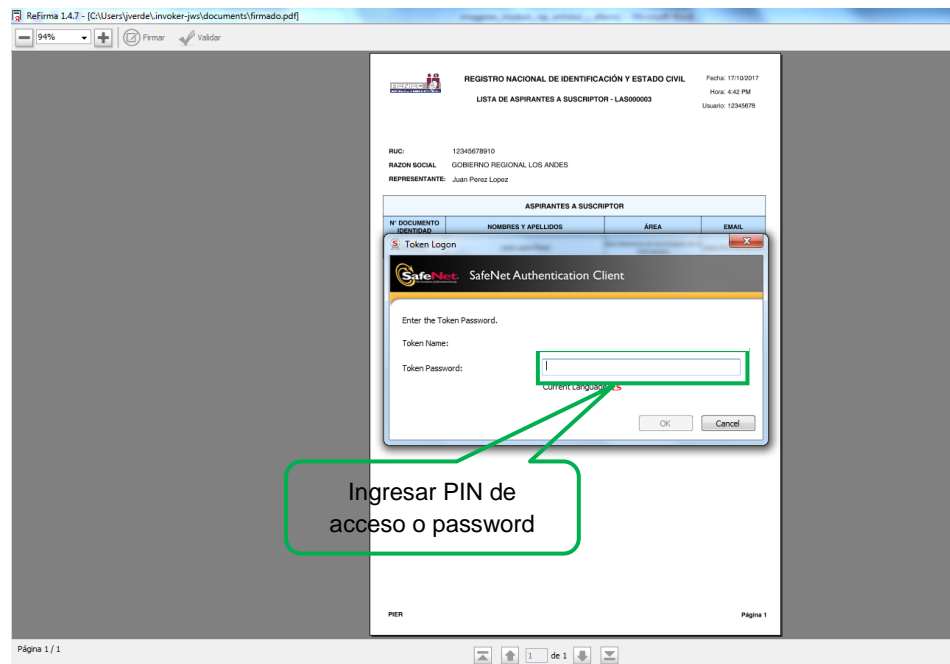 ReFirma 1.4.7 - [C:\Users\jverde\.invoker-jws\documents\firmado.pdf]
94% Firmar Validar
RENIEC
REGISTRO NACIONAL DE IDENTIFICACIÓN Y ESTADO CIVIL
LISTA DE ASPIRANTES A SUSCRIPTOR - LAS000003
Fecha: 17/10/2017
Hora: 4:42 PM
Usuario: 12345678
RUC: 12345678910
RAZON SOCIAL GOBIERNO REGIONAL LOS ANDES
REPRESENTANTE: Juan Perez Lopez
ASPIRANTES A SUSCRIPTOR
N° DOCUMENTO IDENTIDAD NOMBRES Y APELLIDOS ÁREA EMAIL
Token Logon
SafeNet. SafeNet Authentication Client
Enter the Token Password.
Token Name:
Token Password:
Current Language: ES
OK Cancel
Ingresar PIN de
acceso o password
PIER Página 1
Página 1 / 1
1 de 1